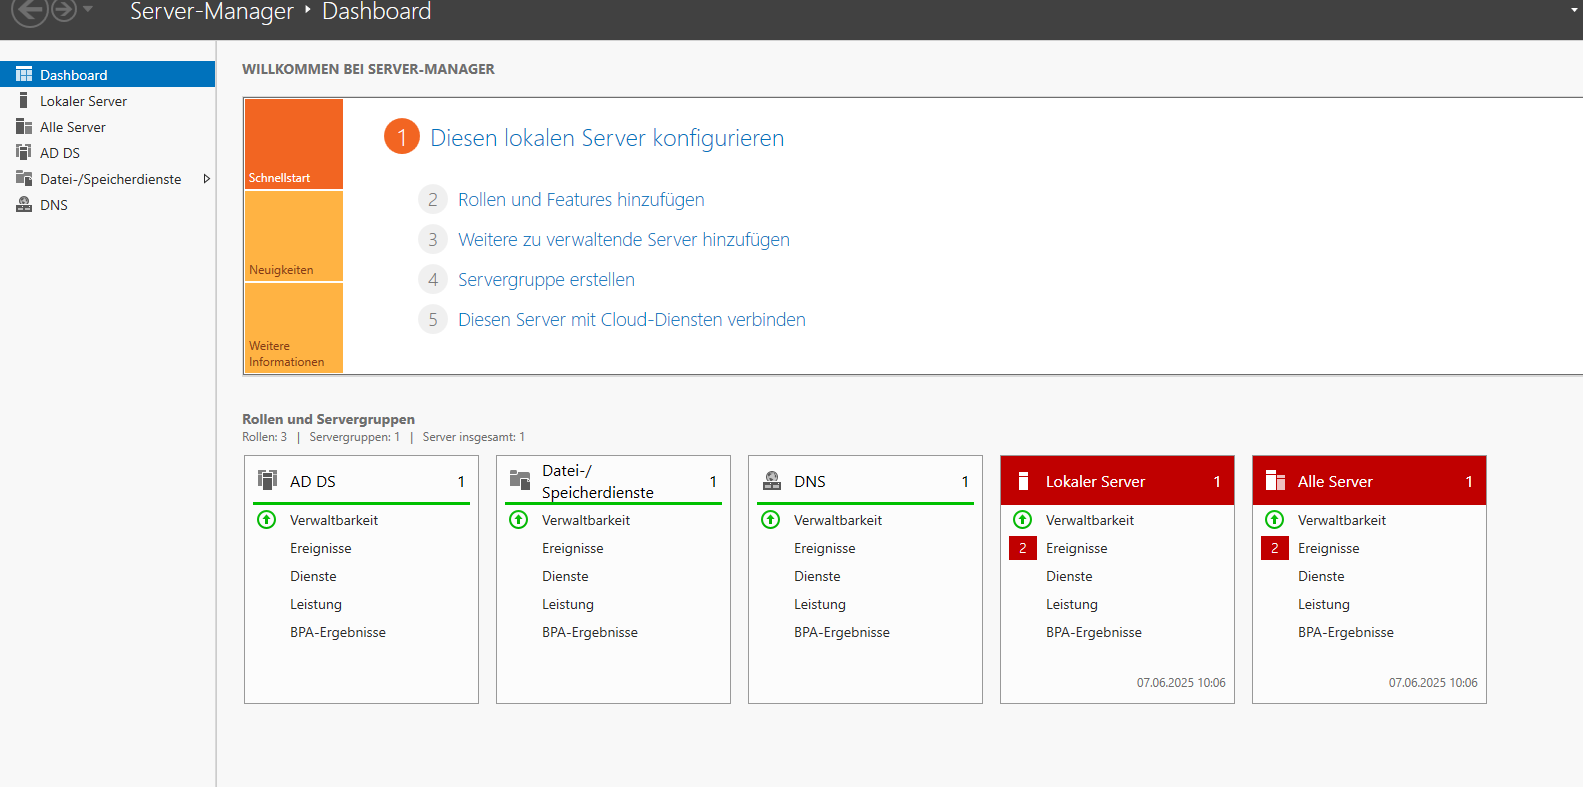 Server-Manager ‣ Dashboard
Dashboard
Lokaler Server
Alle Server
AD DS
Datei-/Speicherdienste
DNS
WILLKOMMEN BEI SERVER-MANAGER
Schnellstart
Neuigkeiten
Weitere
Informationen
1 Diesen lokalen Server konfigurieren
2 Rollen und Features hinzufügen
3 Weitere zu verwaltende Server hinzufügen
4 Servergruppe erstellen
5 Diesen Server mit Cloud-Diensten verbinden
Rollen und Servergruppen
Rollen: 3 | Servergruppen: 1 | Server insgesamt: 1
AD DS 1
Verwaltbarkeit
Ereignisse
Dienste
Leistung
BPA-Ergebnisse
Datei-/
Speicherdienste 1
Verwaltbarkeit
Ereignisse
Dienste
Leistung
BPA-Ergebnisse
DNS 1
Verwaltbarkeit
Ereignisse
Dienste
Leistung
BPA-Ergebnisse
Lokaler Server 1
Verwaltbarkeit
2 Ereignisse
Dienste
Leistung
BPA-Ergebnisse
07.06.2025 10:06
Alle Server 1
Verwaltbarkeit
2 Ereignisse
Dienste
Leistung
BPA-Ergebnisse
07.06.2025 10:06